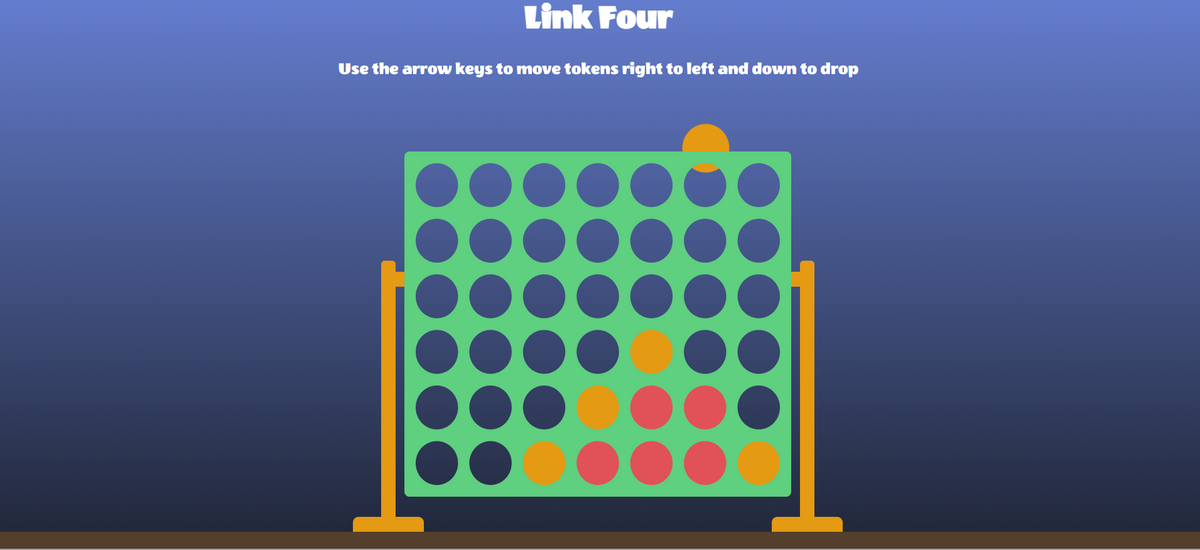 Link Four
Use the arrow keys to move tokens right to left and down to drop